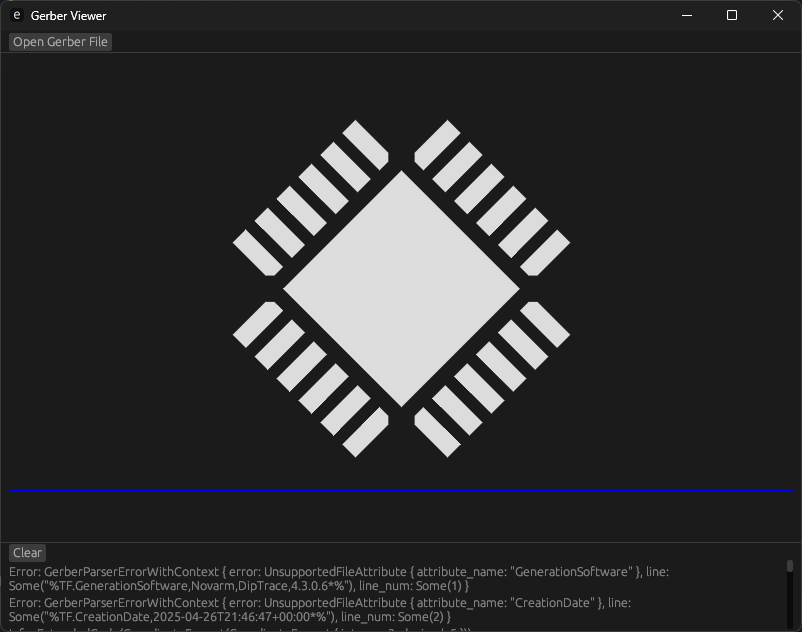 e Gerber Viewer
Open Gerber File
Clear
Error: GerberParserErrorWithContext { error: UnsupportedFileAttribute { attribute_name: "GenerationSoftware" }, line:
Some("%TF.GenerationSoftware,Novarm,DipTrace,4.3.0.6*%"), line_num: Some(1) }
Error: GerberParserErrorWithContext { error: UnsupportedFileAttribute { attribute_name: "CreationDate" }, line:
Some("%TF.CreationDate,2025-04-26T21:46:47+00:00*%"), line_num: Some(2) }